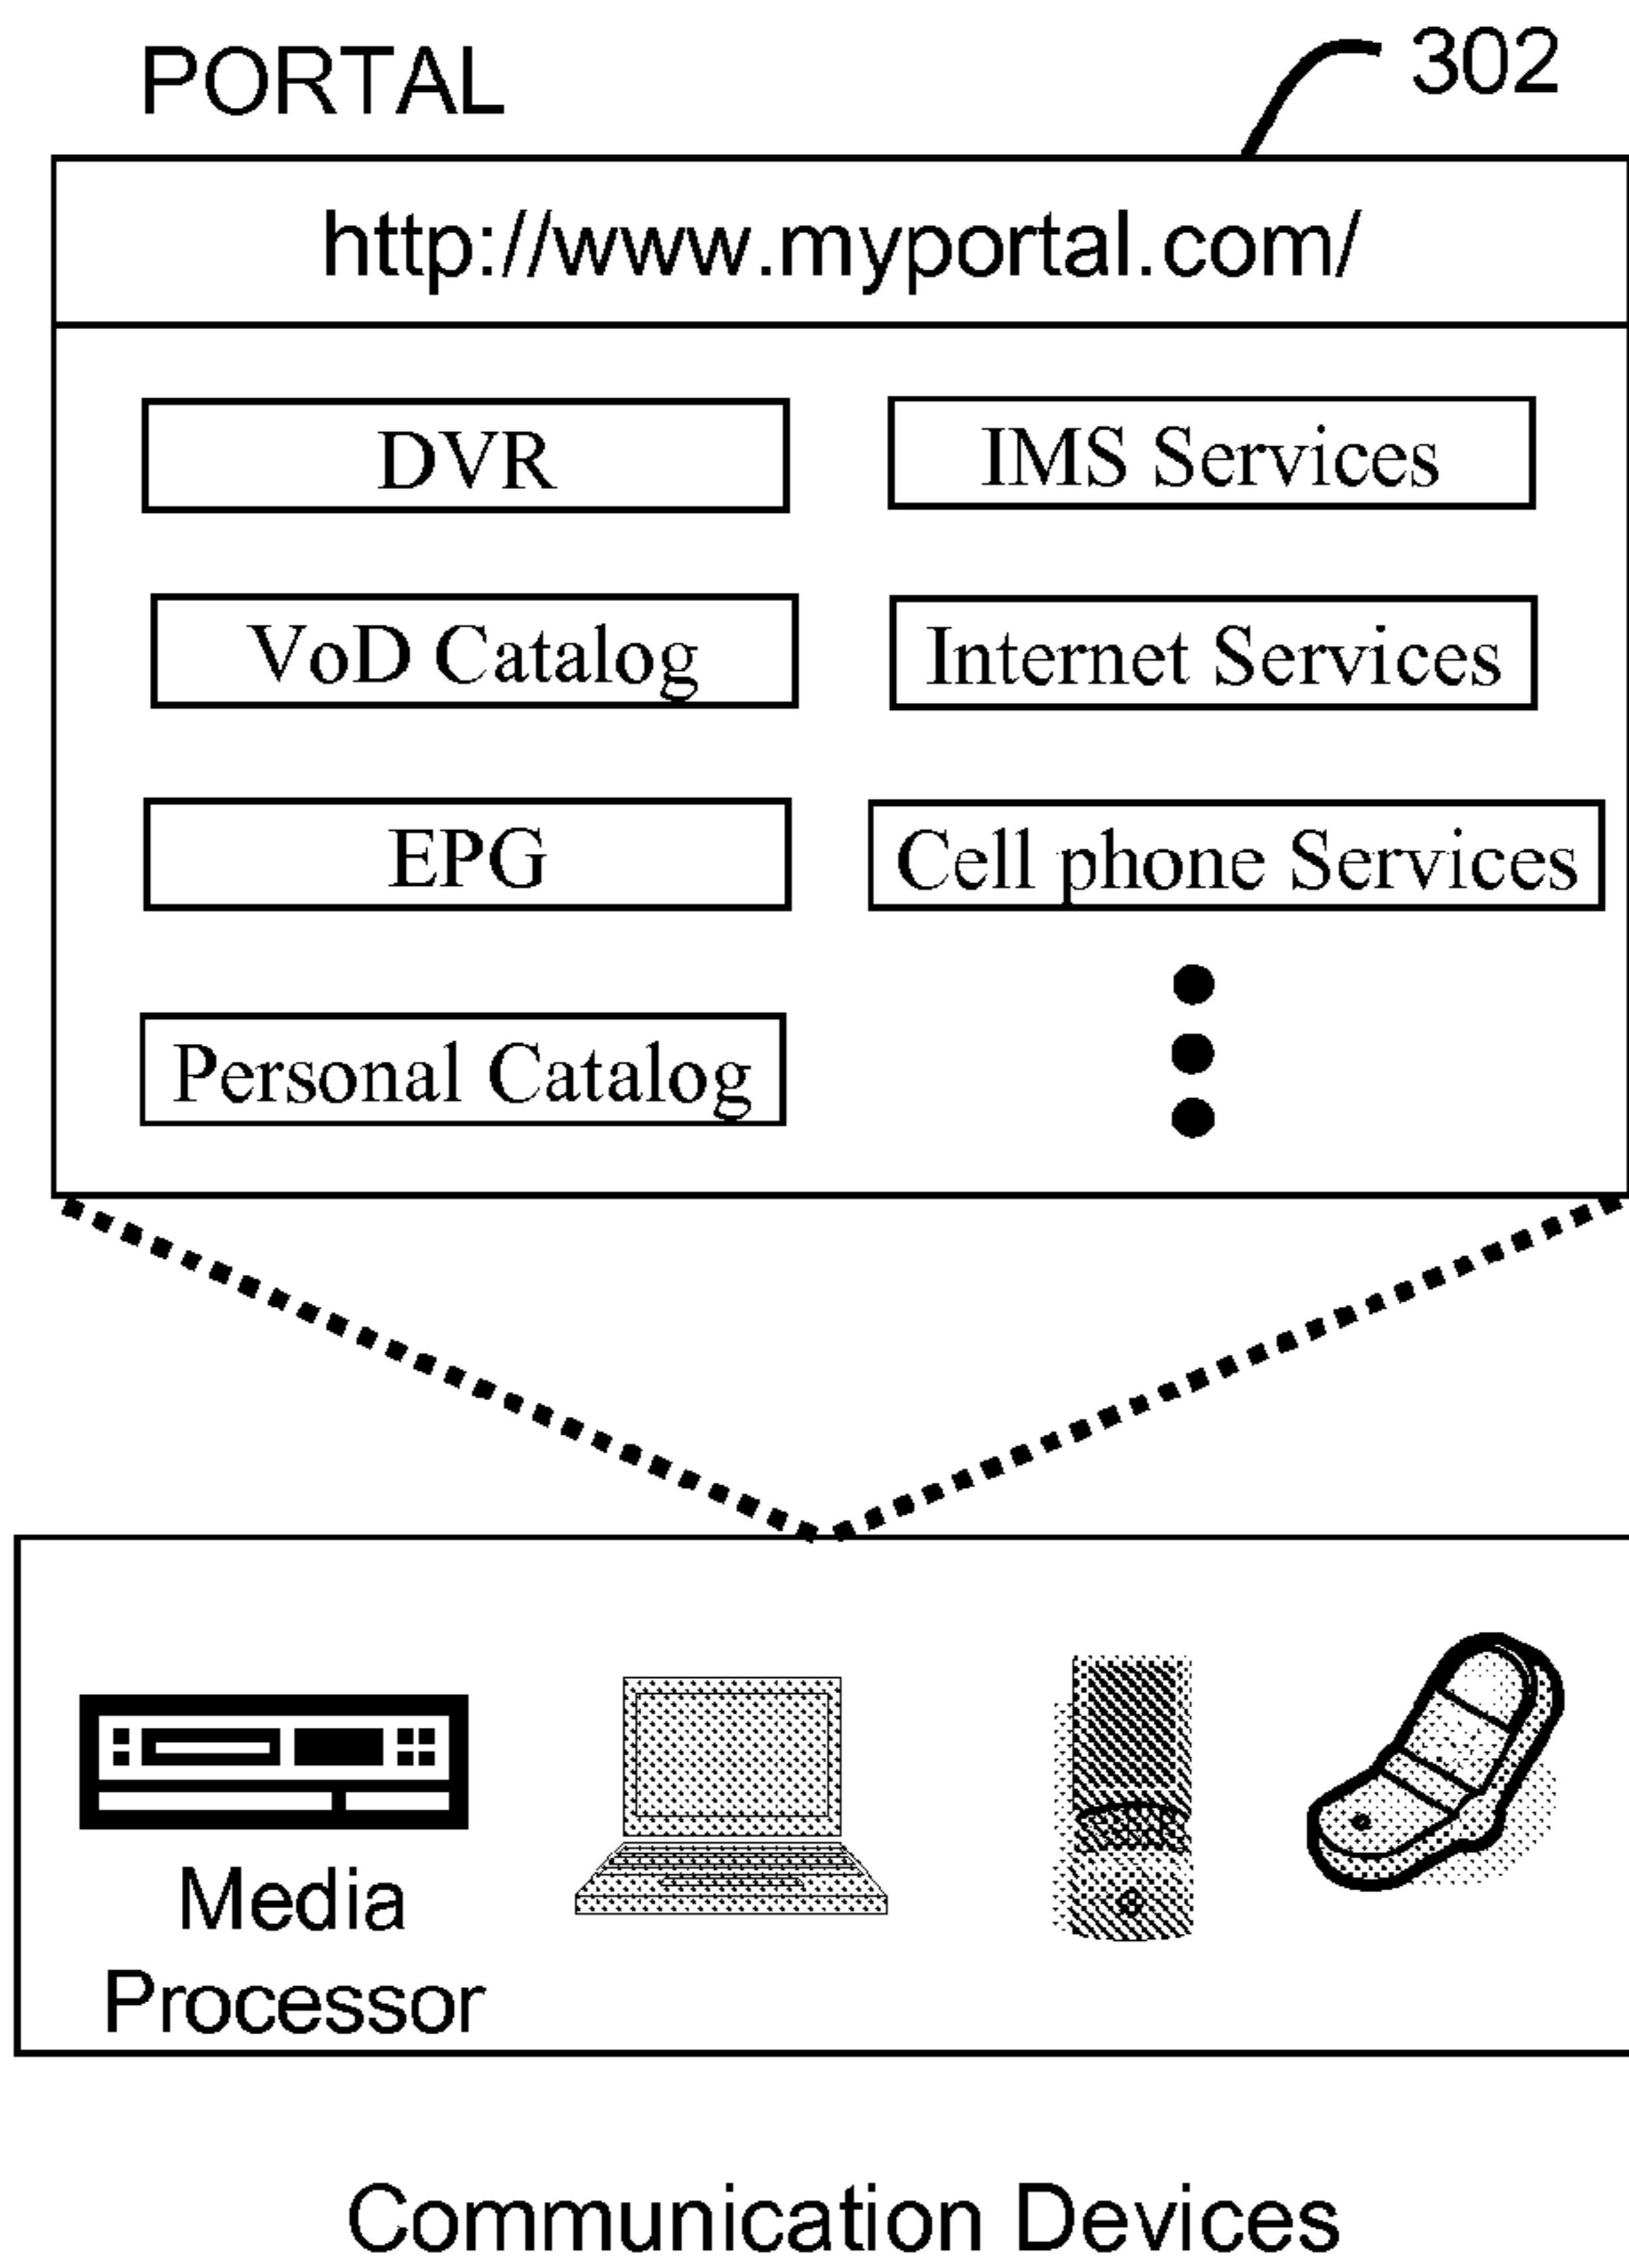 PORTAL
302
http://www.myportal.com/
DVR
IMS Services
VoD Catalog
Internet Services
EPG
Cell phone Services
Personal Catalog
Media
Processor
Communication Devices